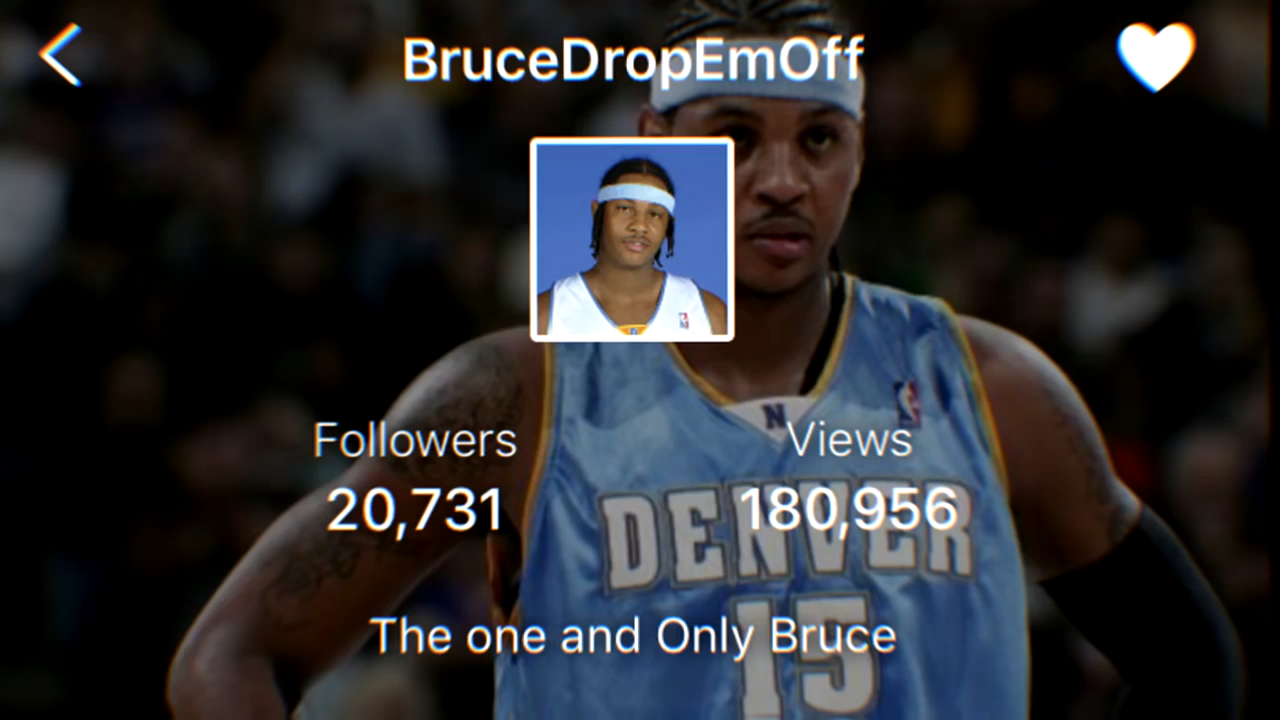 BruceDropEmOff
Followers
Views
20,731
180,956
N
DENVER
15
The one and Only Bruce